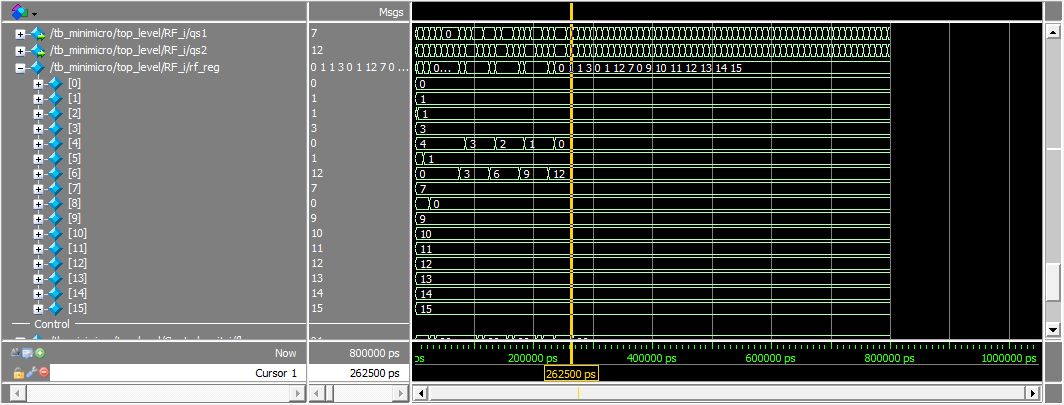 Msgs
/tb_minimicro/top_level/RF_i/qs1 7 0
/tb_minimicro/top_level/RF_i/qs2 12
/tb_minimicro/top_level/RF_i/rf_reg 0 1 1 3 0 1 12 7 0 ... 0... 0 1 1 3 0 1 12 7 0 9 10 11 12 13 14 15
[0] 0 0
[1] 1 1
[2] 1 1
[3] 3 3
[4] 0 4 3 2 1 0
[5] 1 1
[6] 12 0 3 6 9 12
[7] 7 7
[8] 0 0
[9] 9 9
[10] 10 10
[11] 11 11
[12] 12 12
[13] 13 13
[14] 14 14
[15] 15 15
Control
Now 800000 ps ps 200000 ps 400000 ps 600000 ps 800000 ps 1000000 ps
Cursor 1 262500 ps 262500 ps